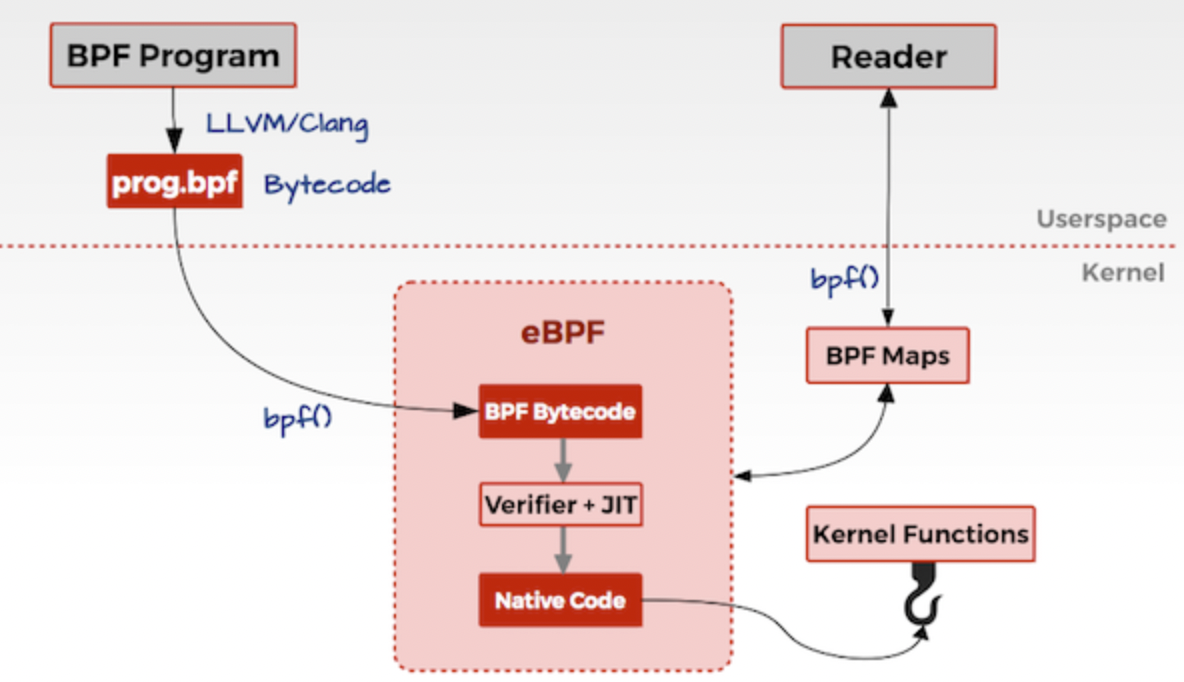 BPF Program
Reader
LLVM/Clang
prog.bpf
Bytecode
Userspace
Kernel
bpf()
eBPF
BPF Maps
bpf()
BPF Bytecode
Verifier + JIT
Kernel Functions
Native Code